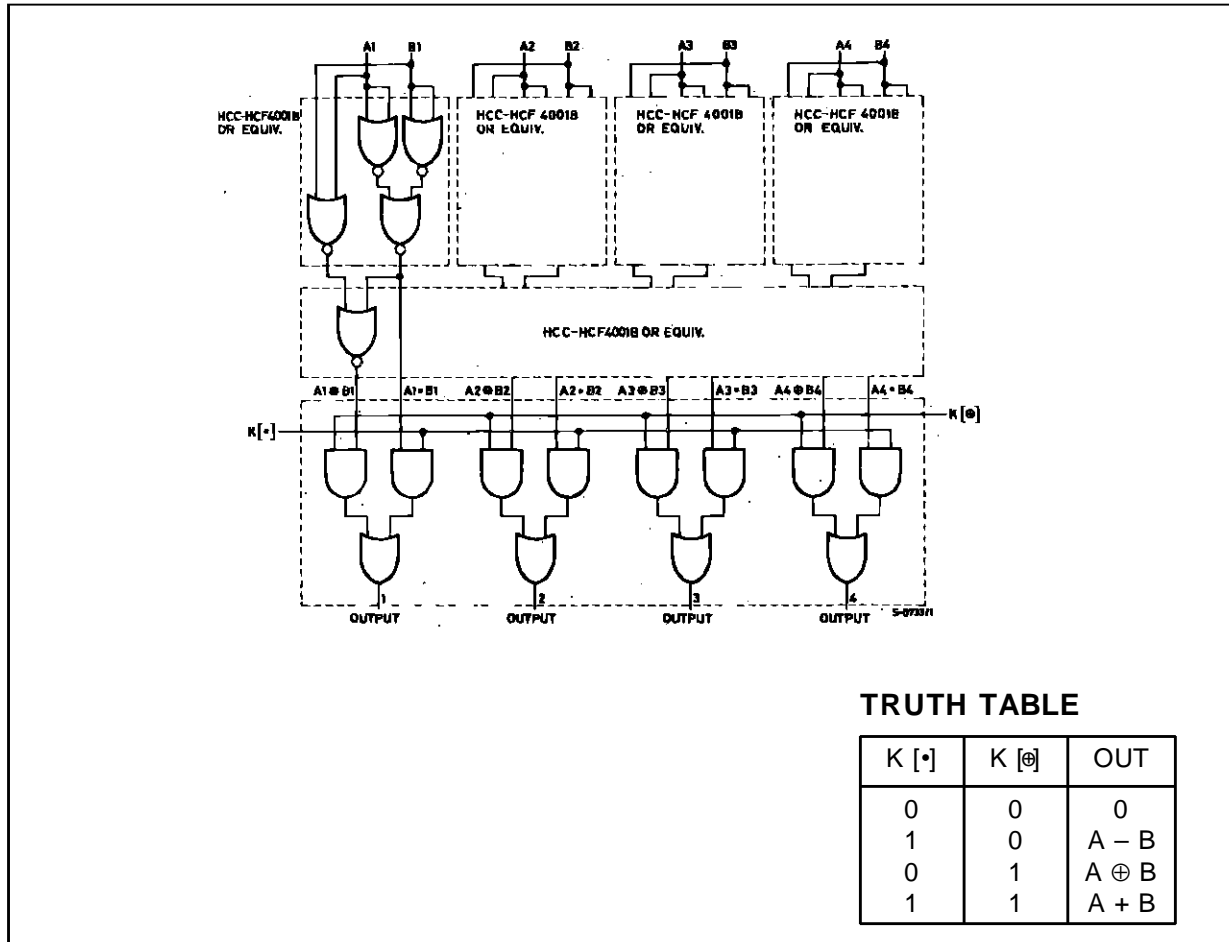 A1 B1 A2 B2 A3 B3 A4 B4
HCC-HCF4001B
OR EQUIV.
HCC-HCF 4001B
OR EQUIV.
HCC-HCF 4001B
OR EQUIV.
HCC-HCF 4001B
OR EQUIV.
HCC-HCF4001B OR EQUIV.
A1⊕B1 A1•B1 A2⊕B2 A2•B2 A3⊕B3 A3•B3 A4⊕B4 A4•B4
K[⊕]
K[•]
1 2 3 4
OUTPUT OUTPUT OUTPUT OUTPUT
TRUTH TABLE
K [•] K [⊕] OUT
0 0 0
1 0 A – B
0 1 A ⊕ B
1 1 A + B